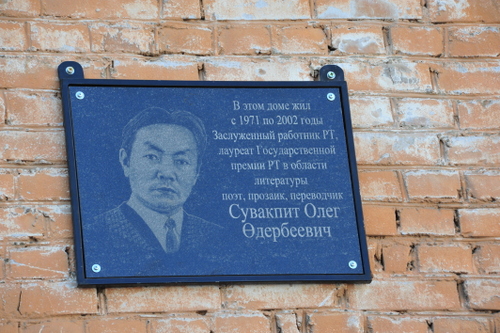 В этом доме жил
с 1971 по 2002 годы
Заслуженный работник РТ,
лауреат Государственной
премии РТ в области
литературы
поэт, прозаик, переводчик
Сувакпит Олег
Өдербеевич